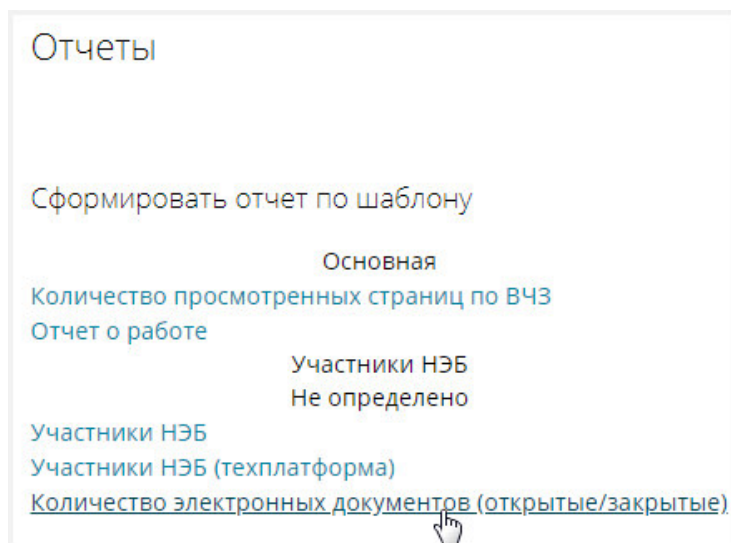 Отчеты
Сформировать отчет по шаблону
Основная
Количество просмотренных страниц по ВЧЗ
Отчет о работе
Участники НЭБ
Не определено
Участники НЭБ
Участники НЭБ (техплатформа)
Количество электронных документов (открытые/закрытые)